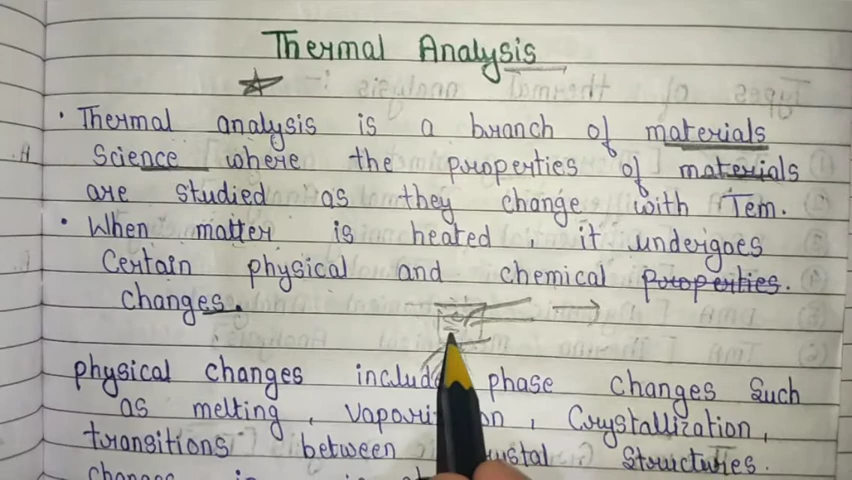 Thermal Analysis
• Thermal analysis is a branch of materials
Science where the properties of materials
are studied as they change with Tem.
• When matter is heated, it undergoes
Certain physical and chemical properties.
changes.
physical changes include phase changes Such
as melting, Crystallization,
transitions between Structures.